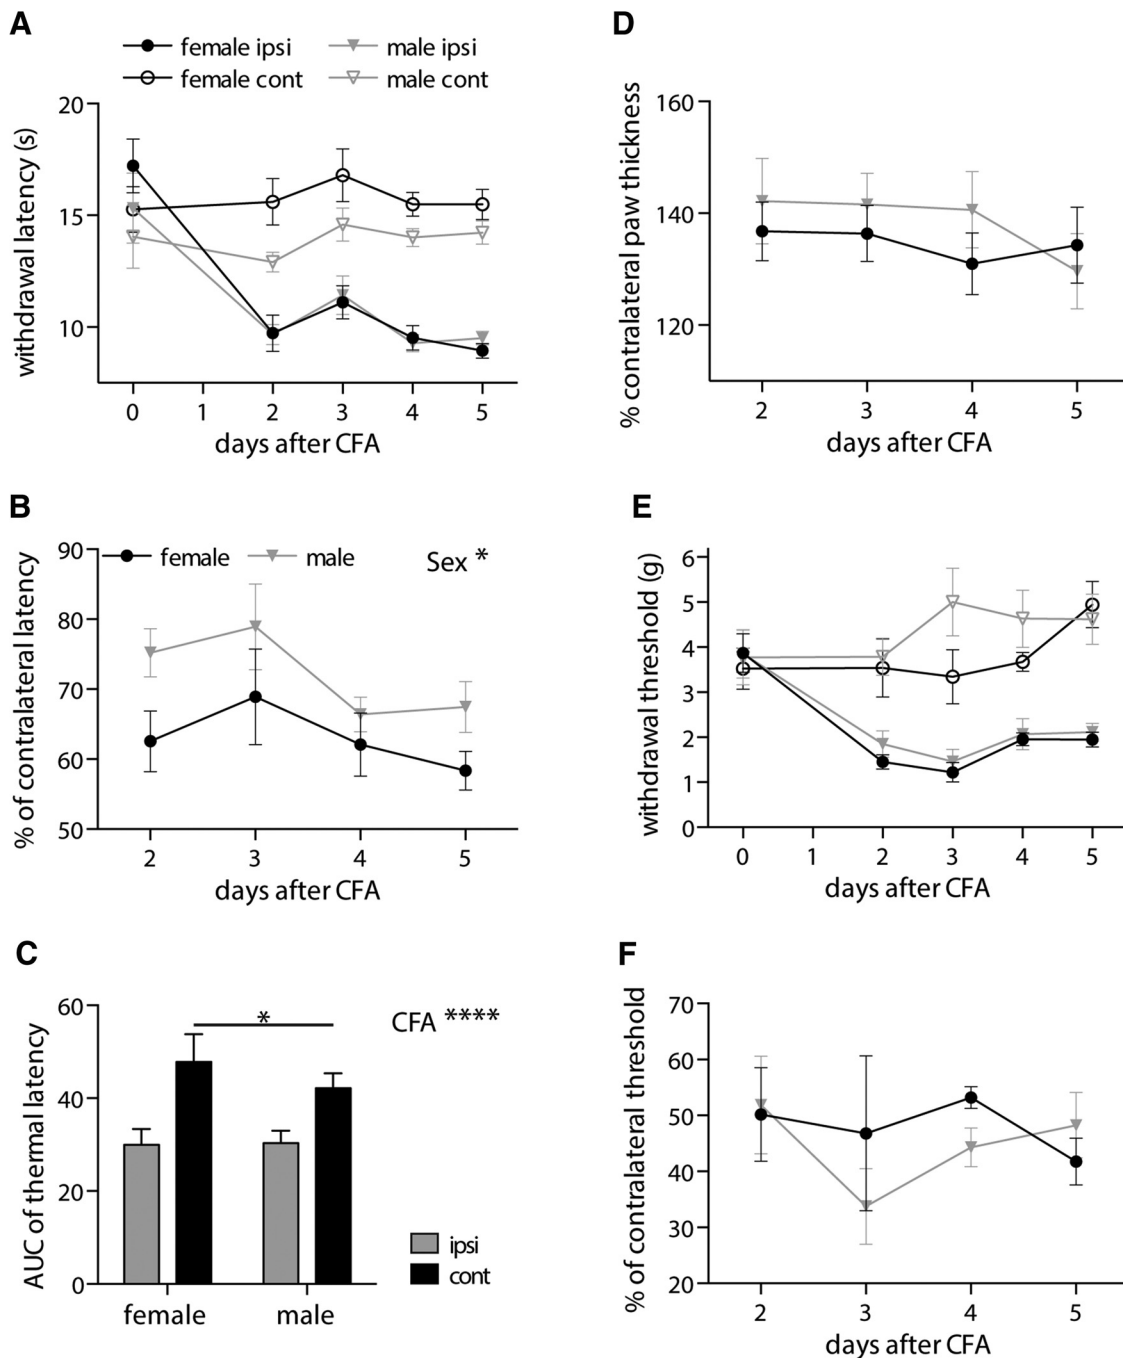 A
female ipsi
male ipsi
female cont
male cont
20
15
10
withdrawal latency (s)
0 1 2 3 4 5
days after CFA
D
160
140
120
% contralateral paw thickness
2 3 4 5
days after CFA
B
female
male
Sex *
90
80
70
60
50
% of contralateral latency
2 3 4 5
days after CFA
E
6
5
4
3
2
1
0
withdrawal threshold (g)
0 1 2 3 4 5
days after CFA
C
60
40
20
0
AUC of thermal latency
*
CFA ****
ipsi
cont
female male
F
70
60
50
40
30
20
% of contralateral threshold
2 3 4 5
days after CFA